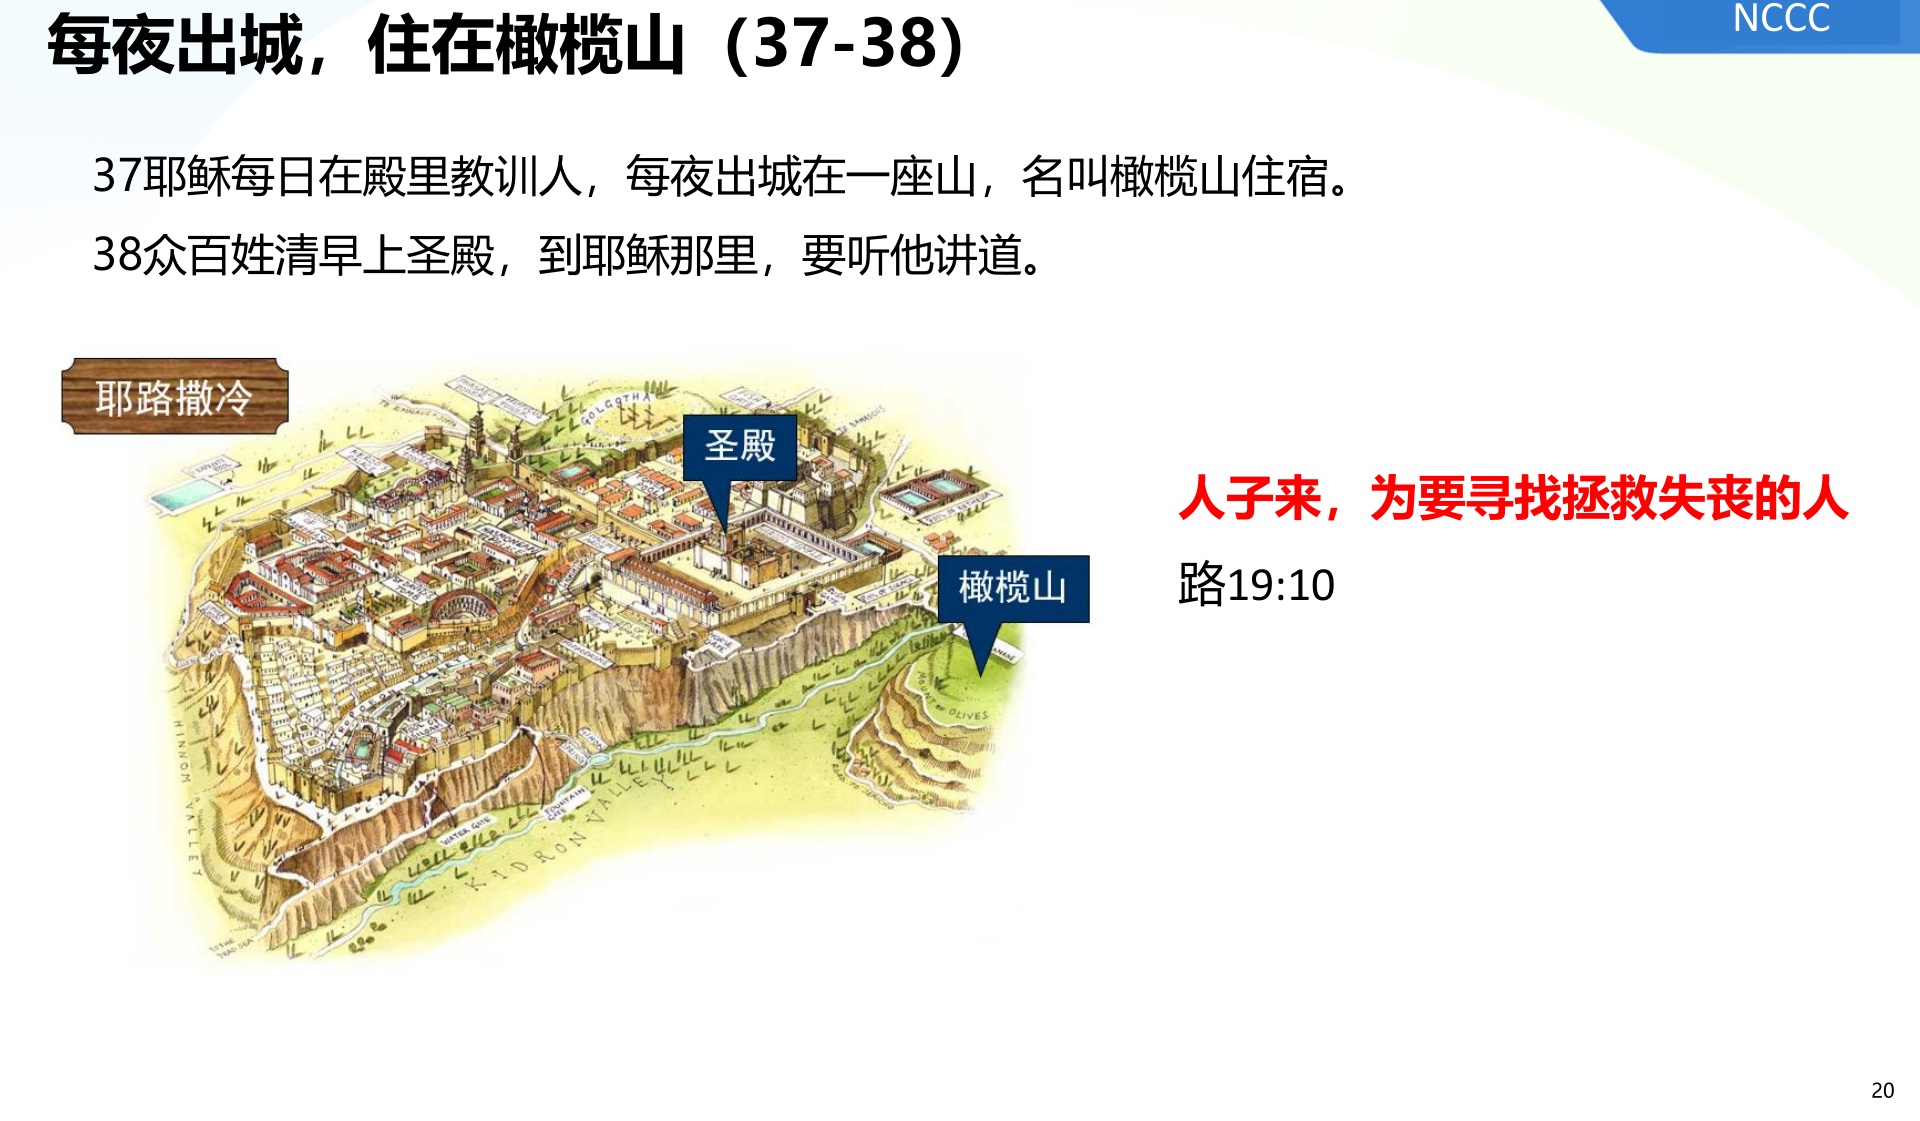 NCCC
每夜出城，住在橄榄山（37-38）
37耶稣每日在殿里教训人，每夜出城在一座山，名叫橄榄山住宿。
38众百姓清早上圣殿，到耶稣那里，要听他讲道。
耶路撒冷
GOLGOTHA
圣殿
橄榄山
人子来，为要寻找拯救失丧的人
路19:10
MOUNT OF OLIVES
HINNOM VALLEY
WATER GATE
FOUNTAIN GATE
KIDRON VALLEY
20